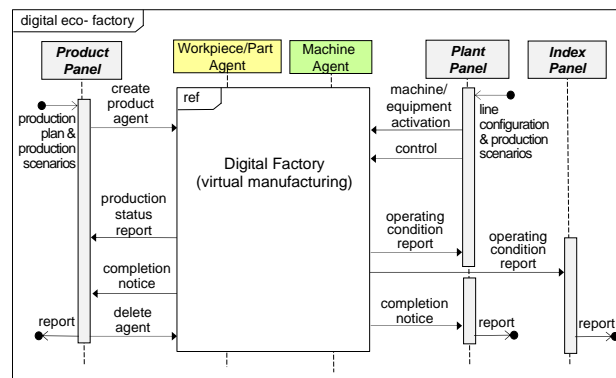 digital eco- factory
Product
Panel
Workpiece/Part
Agent
Machine
Agent
Plant
Panel
Index
Panel
create
product
agent
production
plan &
production
scenarios
ref
Digital Factory
(virtual manufacturing)
machine/
equipment
activation
line
configuration
& production
scenarios
control
production
status
report
operating
condition
report
operating
condition
report
completion
notice
completion
notice
report
delete
agent
report
report